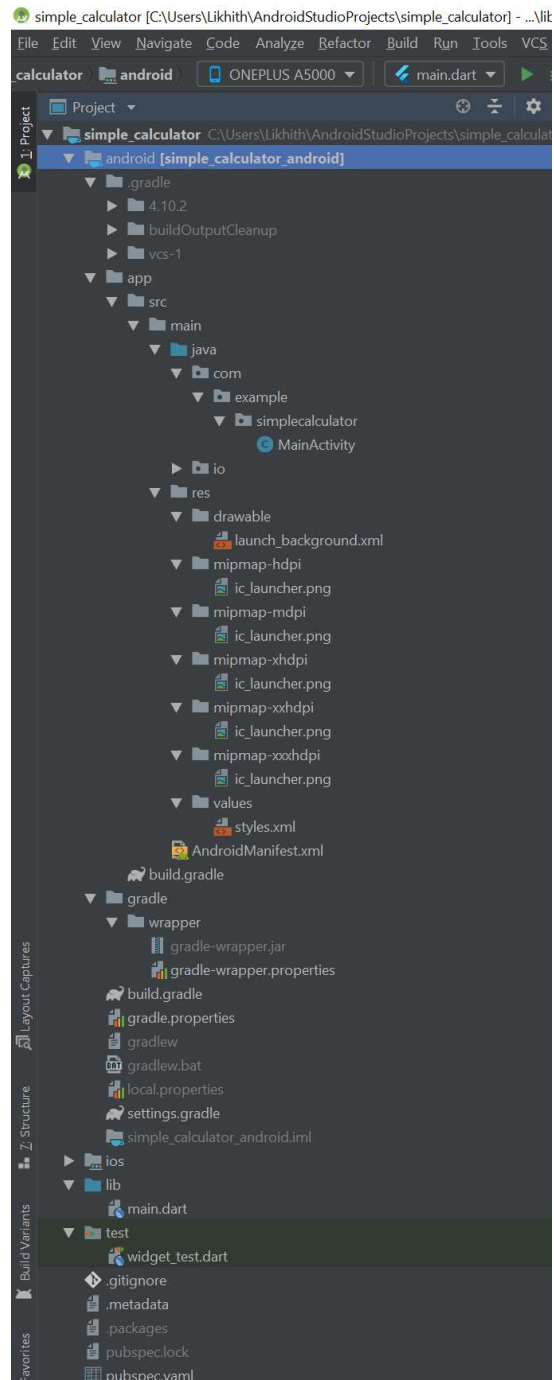 simple_calculator [C:\Users\Likhith\AndroidStudioProjects\simple_calculator] - ...\lib
File Edit View Navigate Code Analyze Refactor Build Run Tools VCS
_calculator android ONEPLUS A5000 main.dart
1: Project
Project
simple_calculator C:\Users\Likhith\AndroidStudioProjects\simple_calculat
android [simple_calculator_android]
.gradle
4.10.2
buildOutputCleanup
vcs-1
app
src
main
java
com
example
simplecalculator
MainActivity
io
res
drawable
launch_background.xml
mipmap-hdpi
ic_launcher.png
mipmap-mdpi
ic_launcher.png
mipmap-xhdpi
ic_launcher.png
mipmap-xxhdpi
ic_launcher.png
mipmap-xxxhdpi
ic_launcher.png
values
styles.xml
AndroidManifest.xml
build.gradle
gradle
wrapper
gradle-wrapper.jar
gradle-wrapper.properties
build.gradle
gradle.properties
gradlew
gradlew.bat
local.properties
settings.gradle
simple_calculator_android.iml
ios
lib
main.dart
test
widget_test.dart
.gitignore
.metadata
.packages
pubspec.lock
pubspec.yaml
Layout Captures
Z: Structure
Build Variants
Favorites